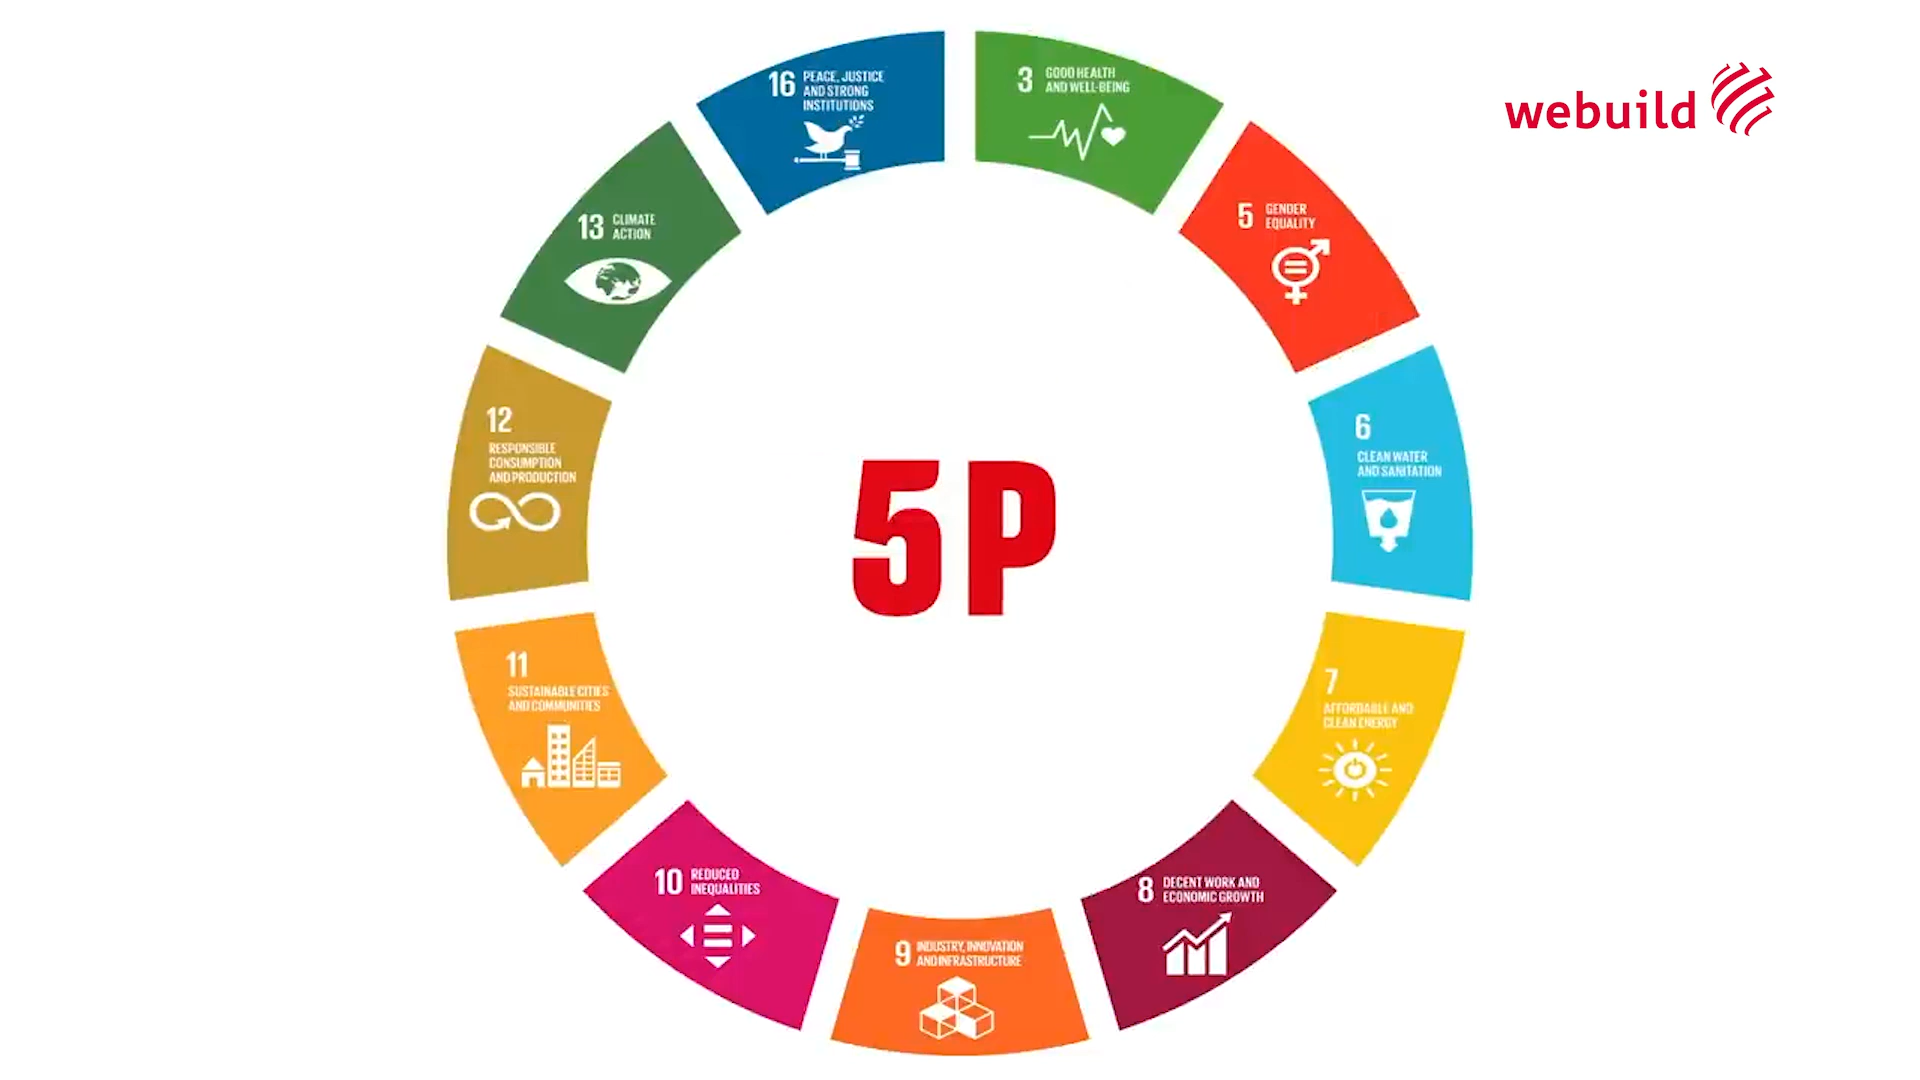 16 PEACE, JUSTICE
AND STRONG
INSTITUTIONS
3 GOOD HEALTH
AND WELL-BEING
webuild
13 CLIMATE
ACTION
5 GENDER
EQUALITY
12
RESPONSIBLE
CONSUMPTION
AND PRODUCTION
6
CLEAN WATER
AND SANITATION
5P
11
SUSTAINABLE CITIES
AND COMMUNITIES
7
AFFORDABLE AND
CLEAN ENERGY
10 REDUCED
INEQUALITIES
8 DECENT WORK AND
ECONOMIC GROWTH
9 INDUSTRY, INNOVATION
AND INFRASTRUCTURE